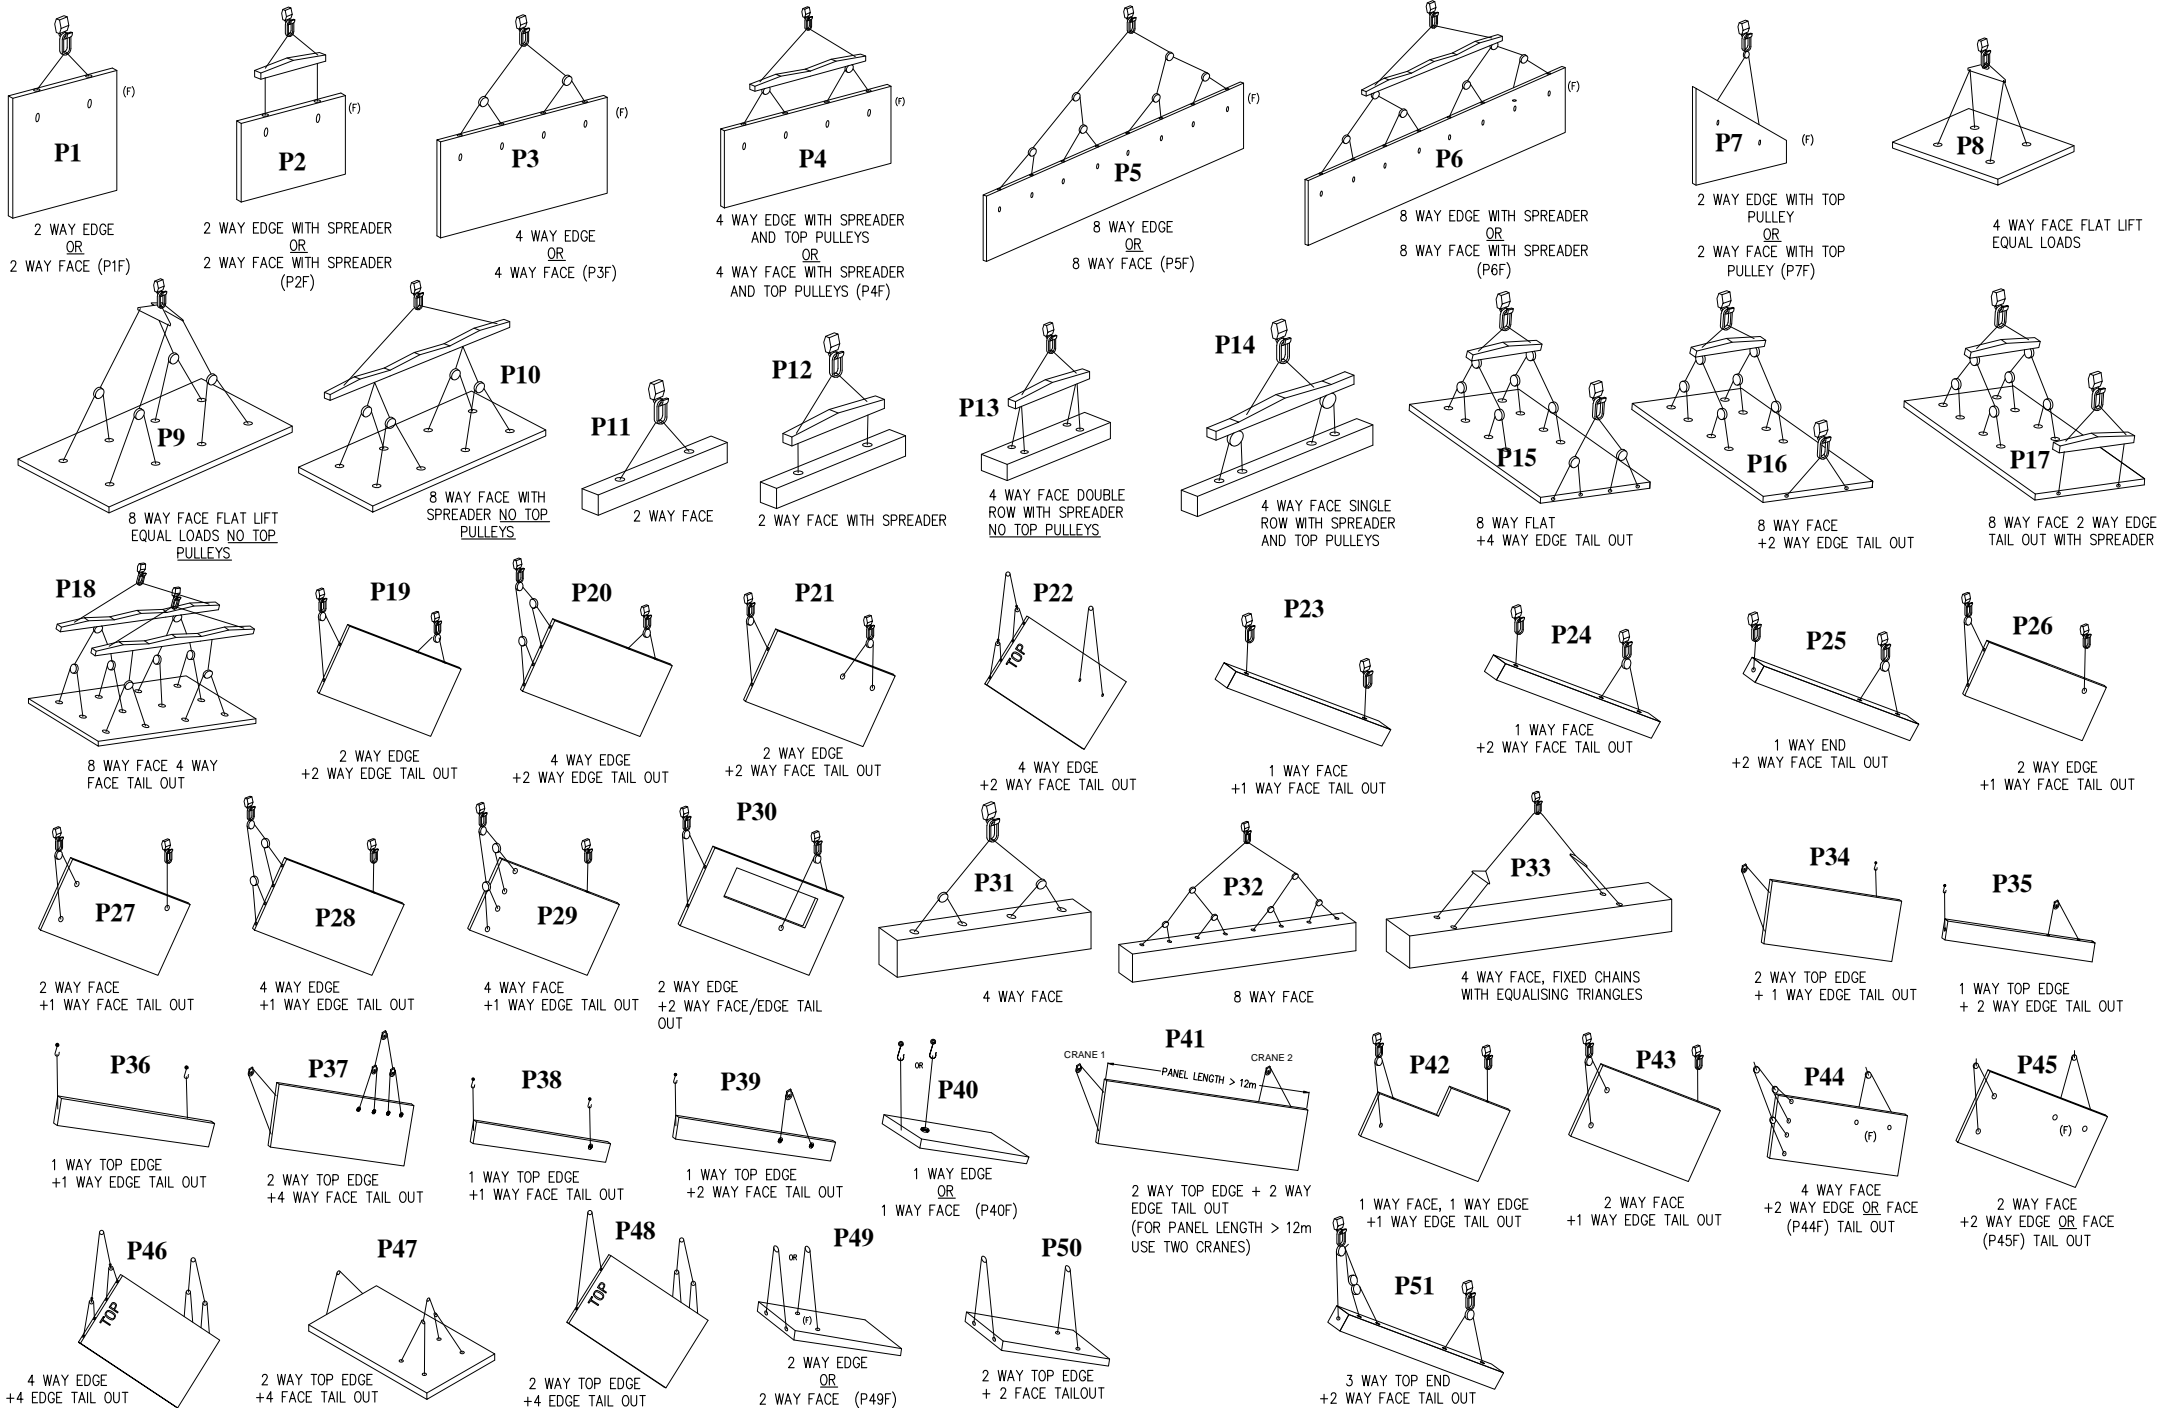 P1
(F)
2 WAY EDGE
OR
2 WAY FACE (P1F)
P2
(F)
2 WAY EDGE WITH SPREADER
OR
2 WAY FACE WITH SPREADER
(P2F)
P3
(F)
4 WAY EDGE
OR
4 WAY FACE (P3F)
P4
(F)
4 WAY EDGE WITH SPREADER
AND TOP PULLEYS
OR
4 WAY FACE WITH SPREADER
AND TOP PULLEYS (P4F)
P5
(F)
8 WAY EDGE
OR
8 WAY FACE (P5F)
P6
(F)
8 WAY EDGE WITH SPREADER
OR
8 WAY FACE WITH SPREADER
(P6F)
P7
(F)
2 WAY EDGE WITH TOP
PULLEY
OR
2 WAY FACE WITH TOP
PULLEY (P7F)
P8
4 WAY FACE FLAT LIFT
EQUAL LOADS
P9
8 WAY FACE FLAT LIFT
EQUAL LOADS NO TOP
PULLEYS
P10
8 WAY FACE WITH
SPREADER NO TOP
PULLEYS
P11
2 WAY FACE
P12
2 WAY FACE WITH SPREADER
P13
4 WAY FACE DOUBLE
ROW WITH SPREADER
NO TOP PULLEYS
P14
4 WAY FACE SINGLE
ROW WITH SPREADER
AND TOP PULLEYS
P15
8 WAY FLAT
+4 WAY EDGE TAIL OUT
P16
8 WAY FACE
+2 WAY EDGE TAIL OUT
P17
8 WAY FACE 2 WAY EDGE
TAIL OUT WITH SPREADER
P18
8 WAY FACE 4 WAY
FACE TAIL OUT
P19
2 WAY EDGE
+2 WAY EDGE TAIL OUT
P20
4 WAY EDGE
+2 WAY EDGE TAIL OUT
P21
2 WAY EDGE
+2 WAY FACE TAIL OUT
P22
TOP
4 WAY EDGE
+2 WAY FACE TAIL OUT
P23
1 WAY FACE
+1 WAY FACE TAIL OUT
P24
1 WAY FACE
+2 WAY FACE TAIL OUT
P25
1 WAY END
+2 WAY FACE TAIL OUT
P26
2 WAY EDGE
+1 WAY FACE TAIL OUT
P27
2 WAY FACE
+1 WAY FACE TAIL OUT
P28
4 WAY EDGE
+1 WAY EDGE TAIL OUT
P29
4 WAY FACE
+1 WAY EDGE TAIL OUT
P30
2 WAY EDGE
+2 WAY FACE/EDGE TAIL
OUT
P31
4 WAY FACE
P32
8 WAY FACE
P33
4 WAY FACE, FIXED CHAINS
WITH EQUALISING TRIANGLES
P34
2 WAY TOP EDGE
+ 1 WAY EDGE TAIL OUT
P35
1 WAY TOP EDGE
+ 2 WAY EDGE TAIL OUT
P36
1 WAY TOP EDGE
+1 WAY EDGE TAIL OUT
P37
2 WAY TOP EDGE
+4 WAY FACE TAIL OUT
P38
1 WAY TOP EDGE
+1 WAY FACE TAIL OUT
P39
1 WAY TOP EDGE
+2 WAY FACE TAIL OUT
OR
P40
1 WAY EDGE
OR
1 WAY FACE (P40F)
P41
CRANE 1
CRANE 2
PANEL LENGTH > 12m
2 WAY TOP EDGE + 2 WAY
EDGE TAIL OUT
(FOR PANEL LENGTH > 12m
USE TWO CRANES)
P42
1 WAY FACE, 1 WAY EDGE
+1 WAY EDGE TAIL OUT
P43
2 WAY FACE
+1 WAY EDGE TAIL OUT
P44
(F)
4 WAY FACE
+2 WAY EDGE OR FACE
(P44F) TAIL OUT
P45
(F)
2 WAY FACE
+2 WAY EDGE OR FACE
(P45F) TAIL OUT
P46
TOP
4 WAY EDGE
+4 EDGE TAIL OUT
P47
2 WAY TOP EDGE
+4 FACE TAIL OUT
P48
TOP
2 WAY TOP EDGE
+4 EDGE TAIL OUT
P49
OR
(F)
2 WAY EDGE
OR
2 WAY FACE (P49F)
P50
2 WAY TOP EDGE
+ 2 FACE TAILOUT
P51
3 WAY TOP END
+2 WAY FACE TAIL OUT